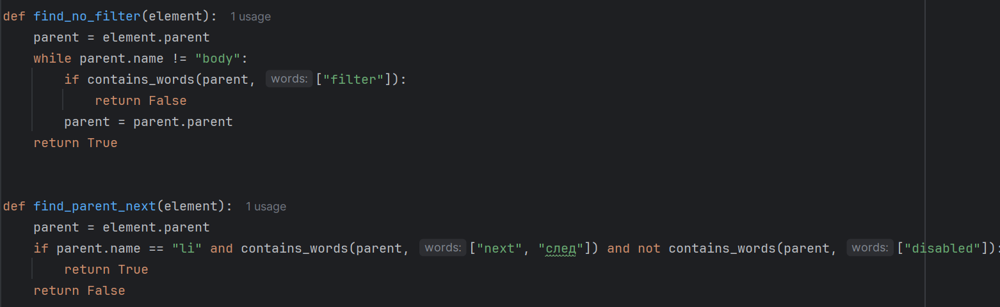 def find_no_filter(element): 1 usage
    parent = element.parent
    while parent.name != "body":
        if contains_words(parent, words: ["filter"]):
            return False
        parent = parent.parent
    return True
def find_parent_next(element): 1 usage
    parent = element.parent
    if parent.name == "li" and contains_words(parent, words: ["next", "след"]) and not contains_words(parent, words: ["disabled"]):
        return True
    return False